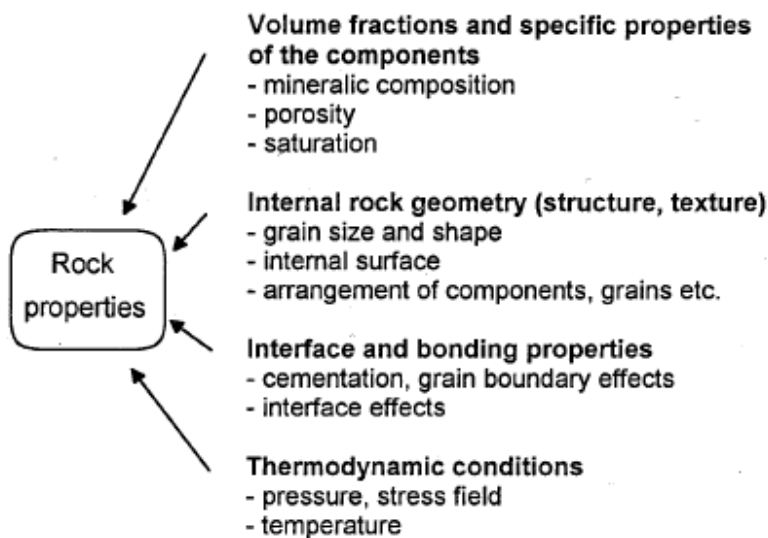 Volume fractions and specific properties
of the components
- mineralic composition
- porosity
- saturation
Internal rock geometry (structure, texture)
- grain size and shape
- internal surface
- arrangement of components, grains etc.
Rock
properties
Interface and bonding properties
- cementation, grain boundary effects
- interface effects
Thermodynamic conditions
- pressure, stress field
- temperature